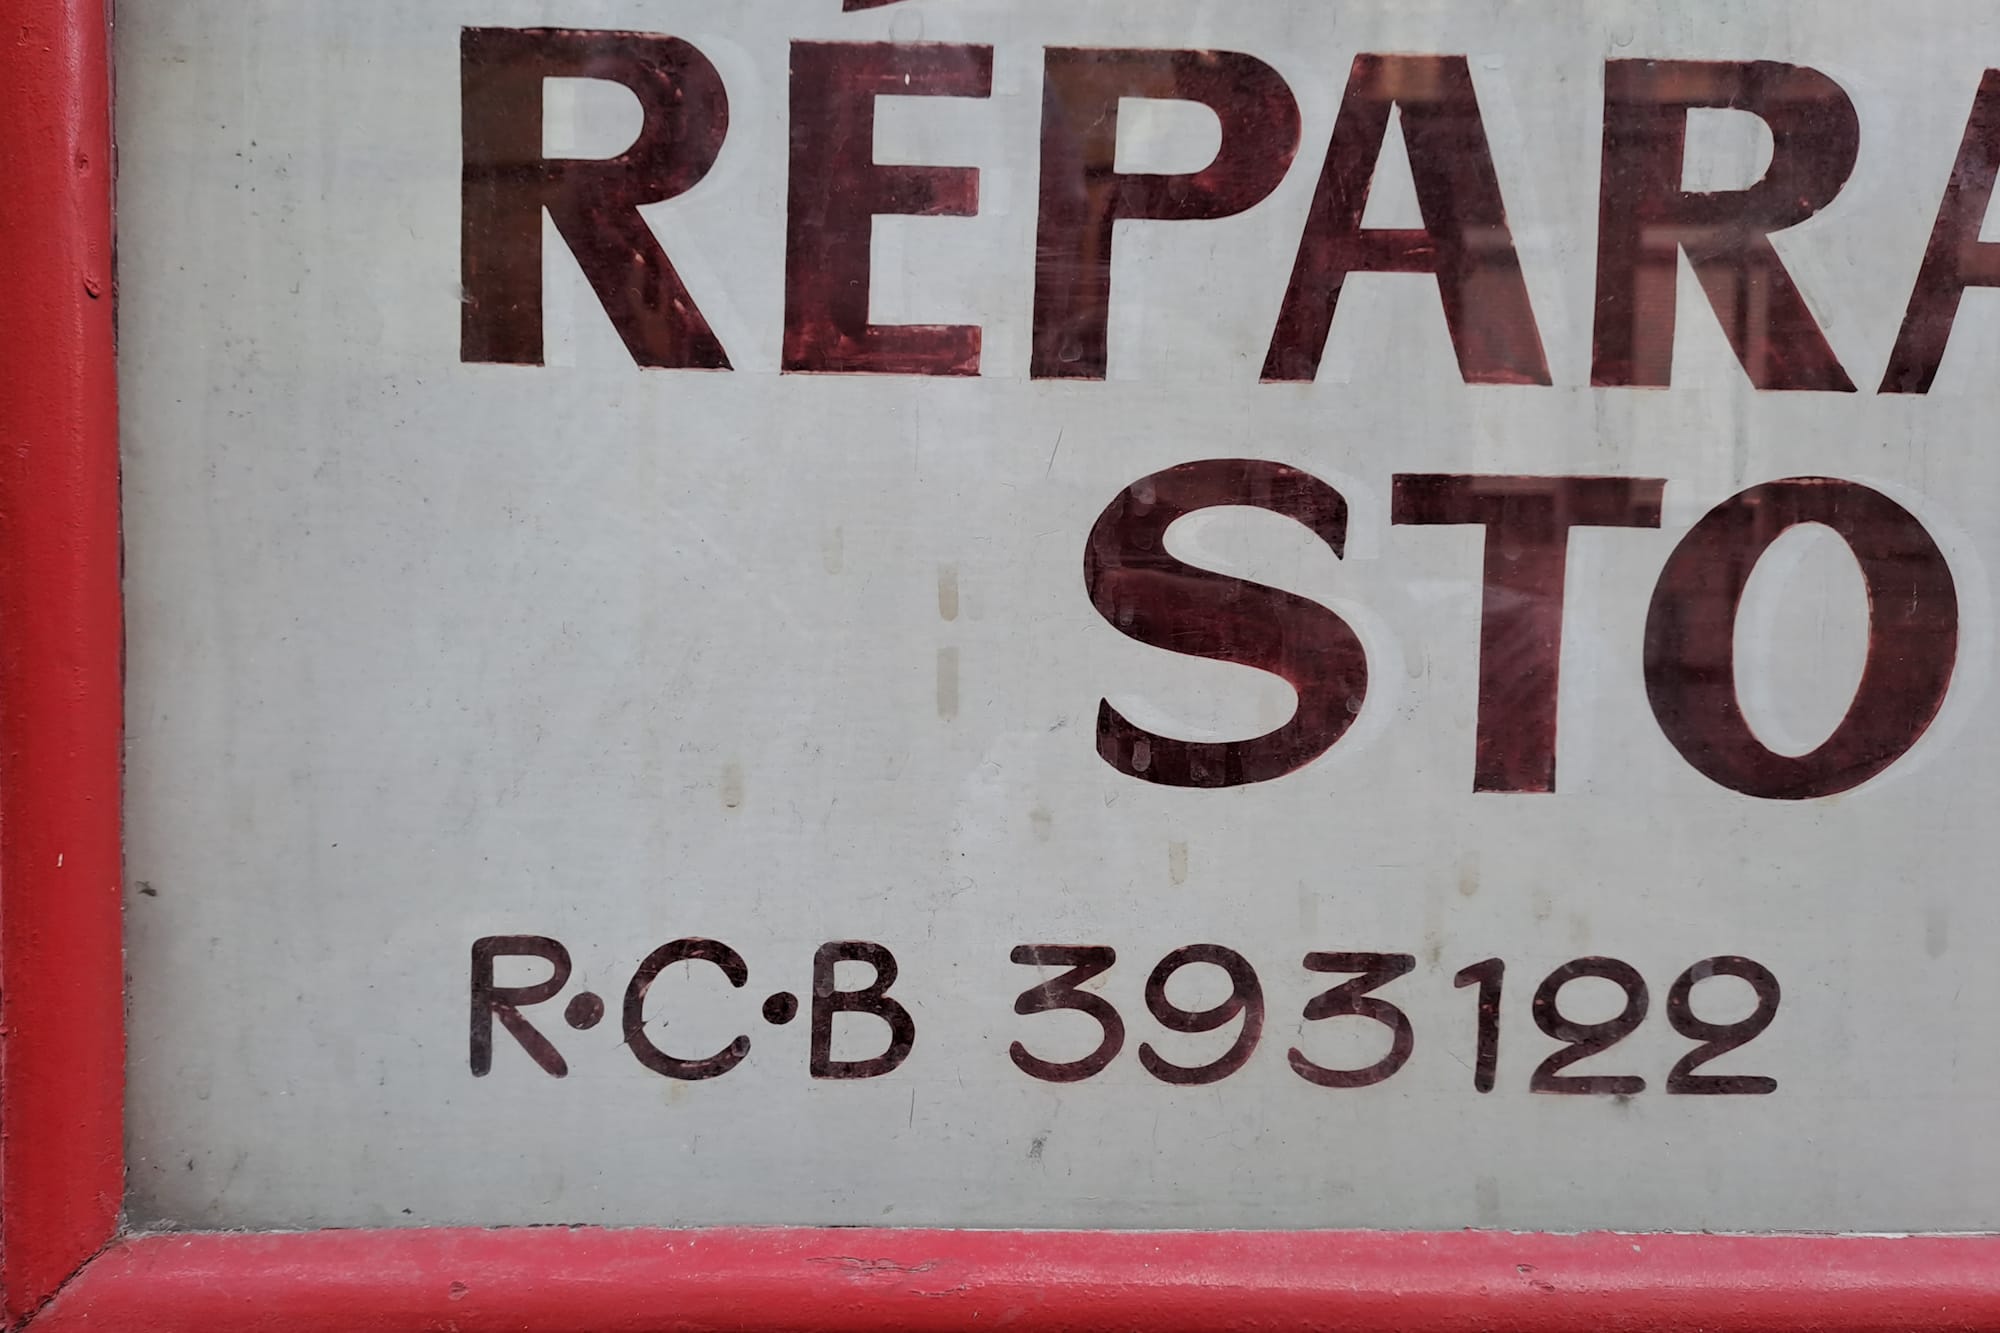 RÉPARA
STO
R·C·B 393122